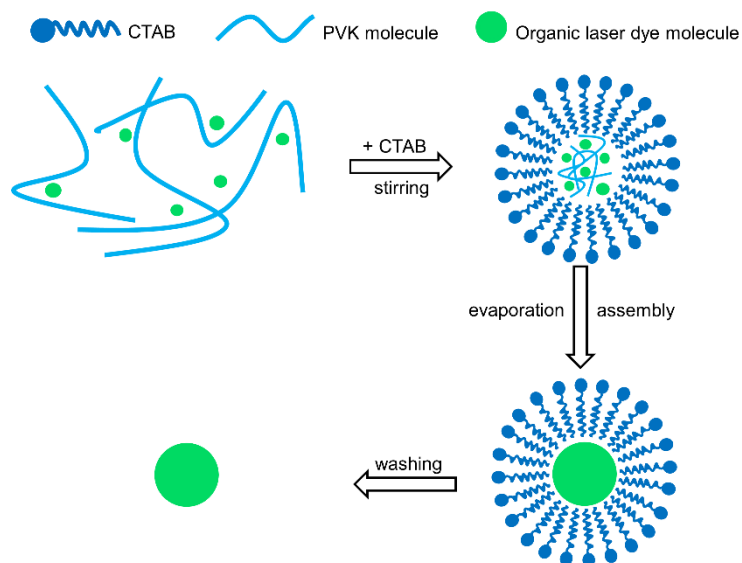 CTAB
PVK molecule
Organic laser dye molecule
+ CTAB
stirring
evaporation
assembly
washing